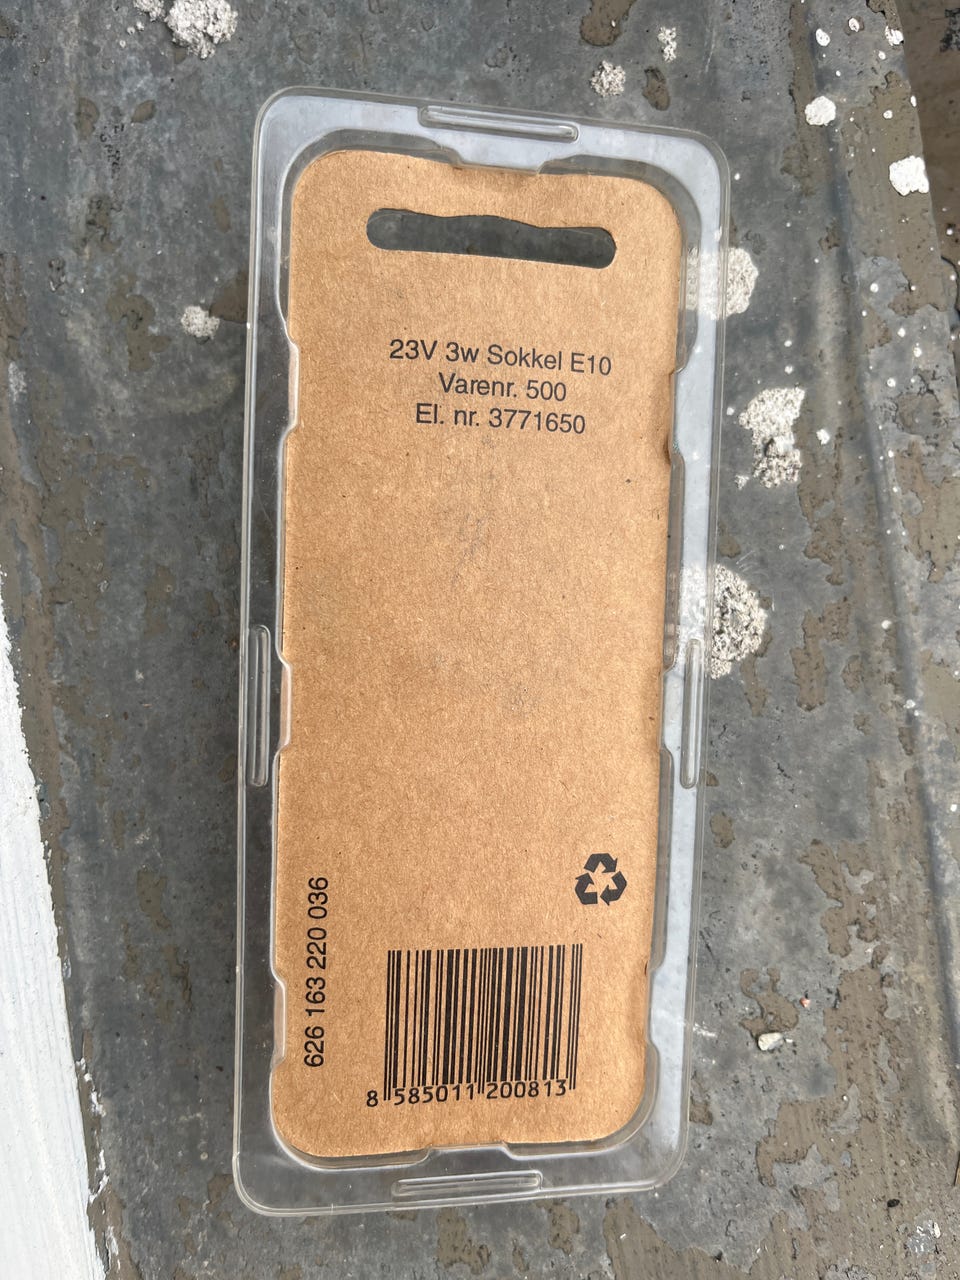 23V 3w Sokkel E10
Varenr. 500
El. nr. 3771650
626 163 220 036
8 585011 200813